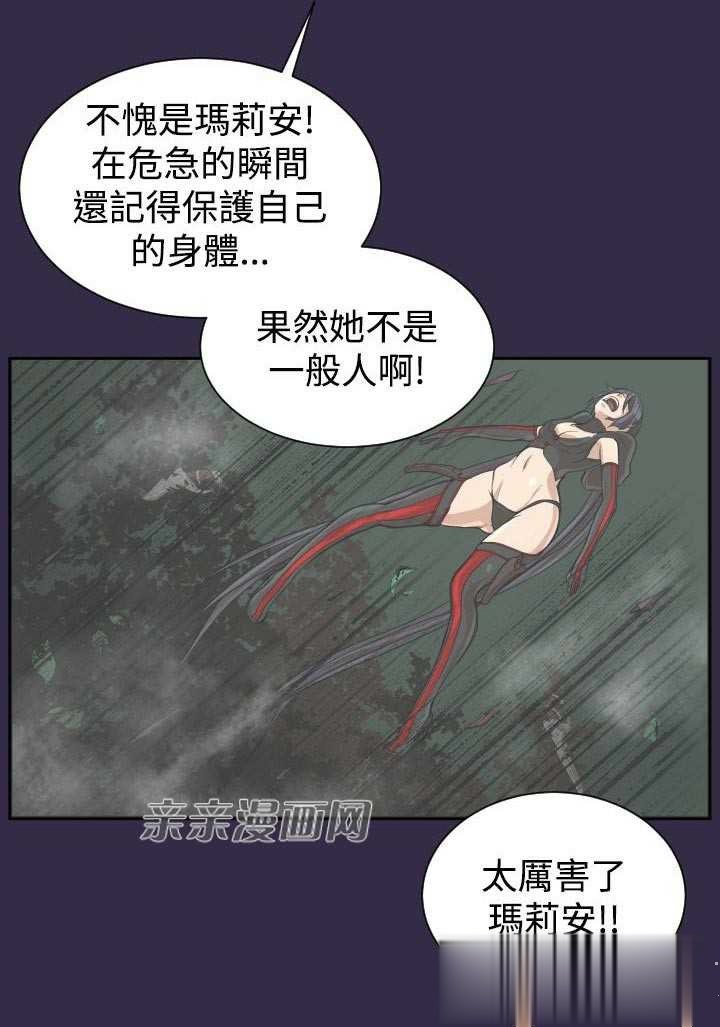 不愧是瑪莉安!
在危急的瞬間
還記得保護自己
的身體...
果然她不是
一般人啊!
亲亲漫画网
太厲害了
瑪莉安!!